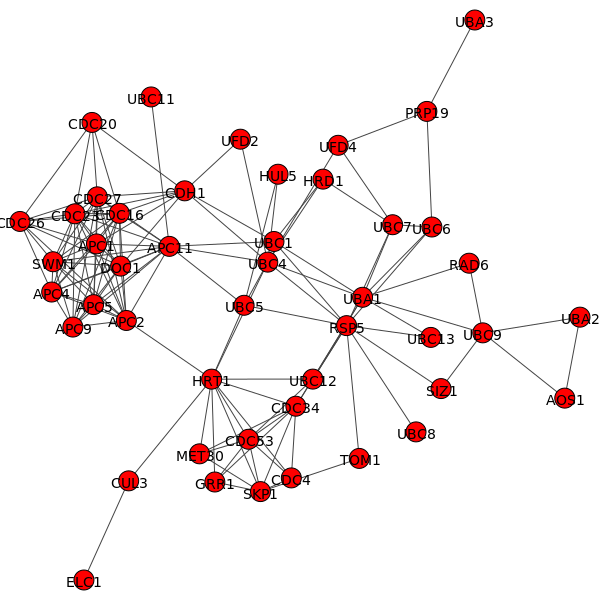 UBA3
UBC11
PRP19
CDC20
UFD2
UFD4
HUL5
HRD1
CDH1
CDC27
CDC23
CDC16
CDC26
UBC7
UBC6
APC1
APC11
UBC1
SWM1
DOC1
UBC4
RAD6
APC4
UBA1
APC5
UBC5
APC9
APC2
RSP5
UBA2
UBC13
UBC9
HRT1
UBC12
SIZ1
AOS1
CDC34
UBC8
CDC53
MET30
TOM1
CUL3
GRR1
CDC4
SKP1
ELC1